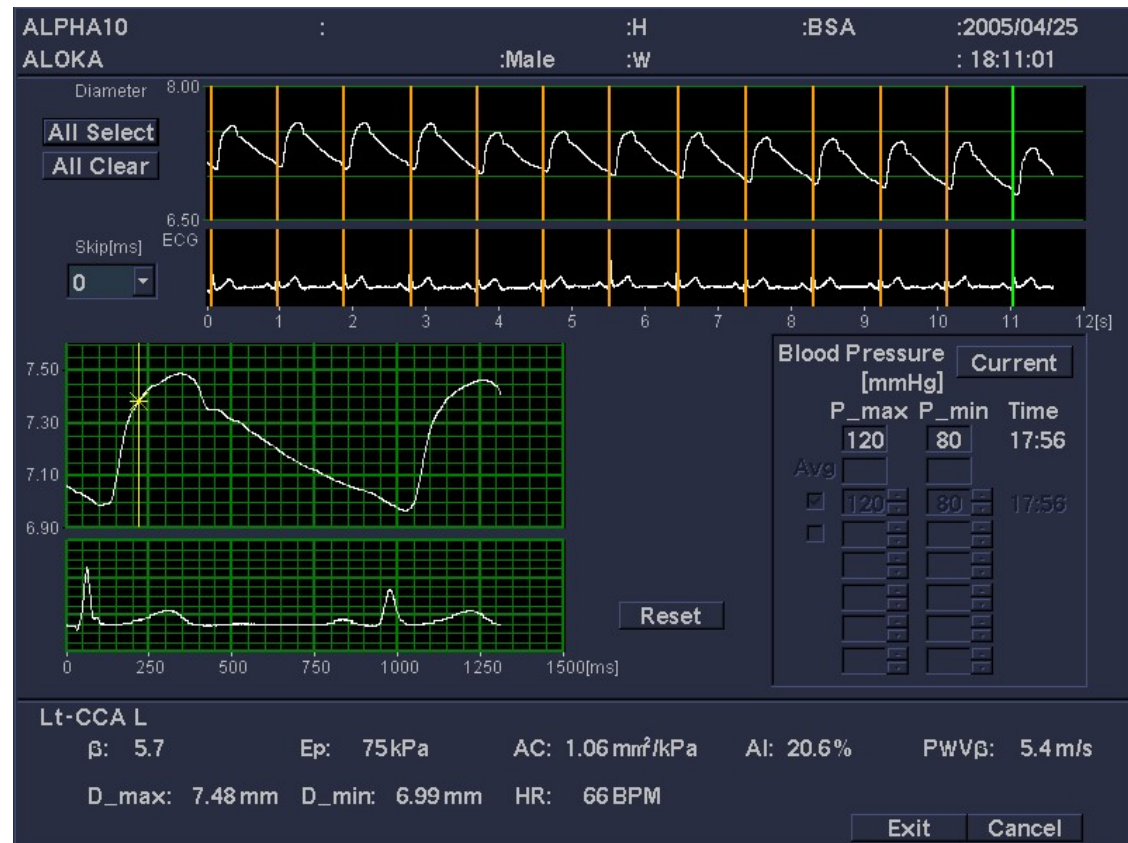 ALPHA10 : :H :BSA :2005/04/25
ALOKA :Male :W : 18:11:01
Diameter 8.00
All Select
All Clear
6.50
ECG
Skip[ms]
0
0 1 2 3 4 5 6 7 8 9 10 11 12[s]
7.50
7.30
7.10
6.90
0 250 500 750 1000 1250 1500[ms]
Reset
Blood Pressure
[mmHg]
Current
P_max P_min Time
120 80 17:56
Avg
120 80 17:56
Lt-CCA L
β: 5.7 Ep: 75kPa AC: 1.06mm²/kPa AI: 20.6% PWVβ: 5.4m/s
D_max: 7.48mm D_min: 6.99mm HR: 66BPM
Exit Cancel